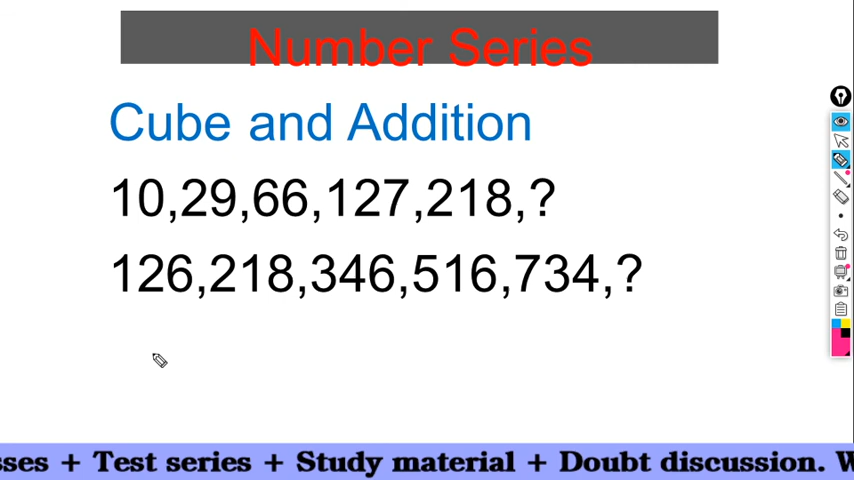 Number Series
Cube and Addition
10,29,66,127,218,?
126,218,346,516,734,?
+ Test series + Study material + Doubt discussion.